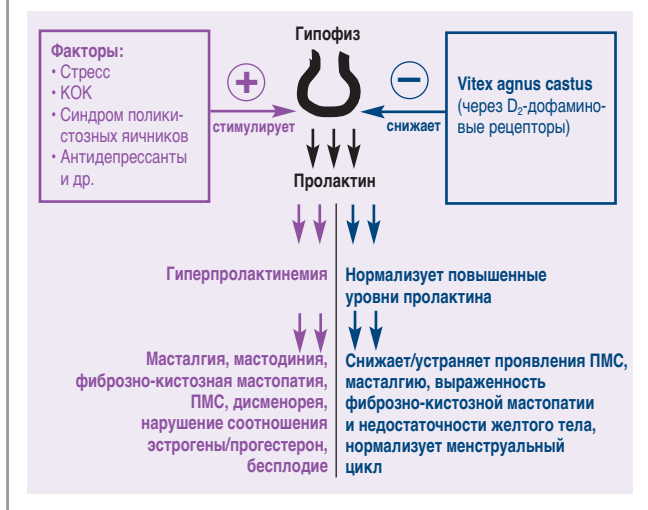 Гипофиз
Факторы:
• Стресс
• КОК
• Синдром полики-
стозных яичников
• Антидепрессанты
и др.
+
стимулирует
−
снижает
Vitex agnus castus
(через D₂-дофамино-
вые рецепторы)
Пролактин
Гиперпролактинемия
Нормализует повышенные
уровни пролактина
Масталгия, мастодиния,
фиброзно-кистозная мастопатия,
ПМС, дисменорея,
нарушение соотношения
эстрогены/прогестерон,
бесплодие
Снижает/устраняет проявления ПМС,
масталгию, выраженность
фиброзно-кистозной мастопатии
и недостаточности желтого тела,
нормализует менструальный
цикл